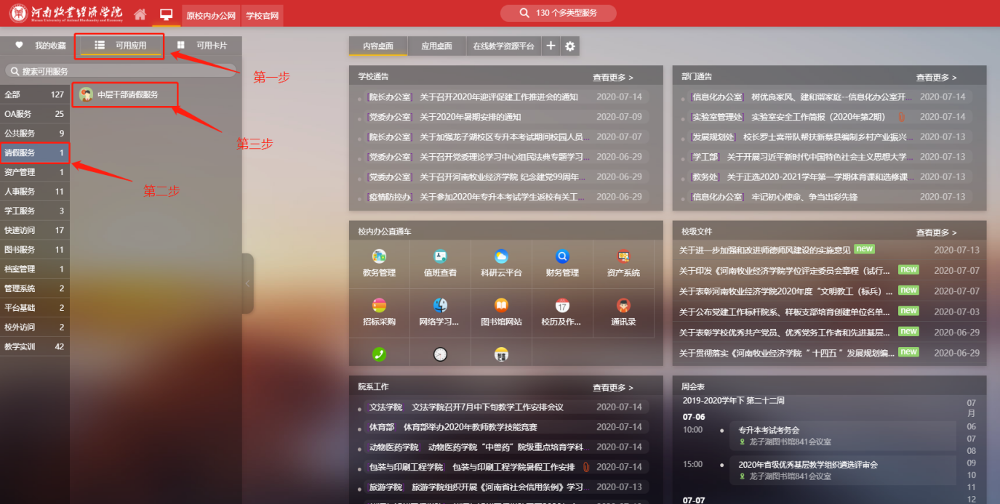 河南牧业经济学院
Henan University of Animal Husbandry and Economy
原校内办公网
学校官网
130 个多类型服务
我的收藏
可用应用
可用卡片
搜索可用服务
第一步
全部 127
OA服务 25
公共服务 9
请假服务 1
资产管理 1
人事服务 11
学工服务 3
快速访问 17
图书服务 11
档案管理 1
管理系统 2
平台基础 2
校外访问 2
教学实训 42
中层干部请假服务
第三步
第二步
内容桌面
应用桌面
在线教学资源平台
学校通告 查看更多 >
[院长办公室] 关于召开2020年迎评促建工作推进会的通知 2020-07-14
[党委办公室] 关于2020年暑期安排的通知 2020-07-09
[院长办公室] 关于加强龙子湖校区专升本考试期间校园人员... 2020-07-07
[党委办公室] 关于召开党委理论学习中心组民法典专题学习... 2020-06-29
[党委办公室] 关于召开河南牧业经济学院 纪念建党99周年... 2020-06-29
[疫情防控办] 关于参加2020年专升本考试学生返校有关工... 2020-06-29
部门通告 查看更多 >
[信息化办公室] 树优良家风、建和谐家庭--信息化办公室开... 2020-07-14
[实验室管理处] 实验室安全工作简报（2020年第2期） 2020-07-14
[发展规划处] 校长罗士喜带队帮扶新蔡县编制乡村产业振兴... 2020-07-13
[学工部] 关于开展习近平新时代中国特色社会主义思想大学... 2020-07-13
[教务处] 关于正选2020-2021学年第一学期体育课和选修课... 2020-07-13
[信息化办公室] 牢记初心使命、争当出彩先锋 2020-07-13
校内办公直通车
教务管理
值班查看
科研云平台
财务管理
资产系统
招标采购
网络学习...
图书馆网站
17
校历及作...
通讯录
校级文件 查看更多 >
关于进一步加强和改进师德师风建设的实施意见 new 2020-07-13
关于印发《河南牧业经济学院学位评定委员会章程（试行... new 2020-07-07
关于表彰河南牧业经济学院2020年度“文明教工（标兵）... new 2020-07-07
关于公布党建工作标杆院系、样板支部培育创建单位名单... new 2020-07-03
关于表彰学校优秀共产党员、优秀党务工作者和先进基层... new 2020-06-29
关于贯彻落实《河南牧业经济学院“ 十四五 ”发展规划编... new 2020-06-29
院系工作 查看更多 >
[文法学院] 文法学院召开7月中下旬教学工作安排会议 2020-07-14
[体育部] 体育部举办2020年教师教学技能竞赛 2020-07-14
[动物医药学院] 动物医药学院“中兽药”院级重点培育学科... 2020-07-14
[包装与印刷工程学院] 包装与印刷工程学院暑假工作安排 2020-07-14
[旅游学院] 旅游学院组织开展《河南省社会信用条例》学习... 2020-07-13
周会表
2019-2020学年下 第二十二周
07-06
10:00 专升本考试考务会
龙子湖图书馆841会议室
15:00 2020年省级优秀基层教学组织遴选评审会
龙子湖图书馆841会议室
07-07
07
月
06
07
08
09
10
11
12